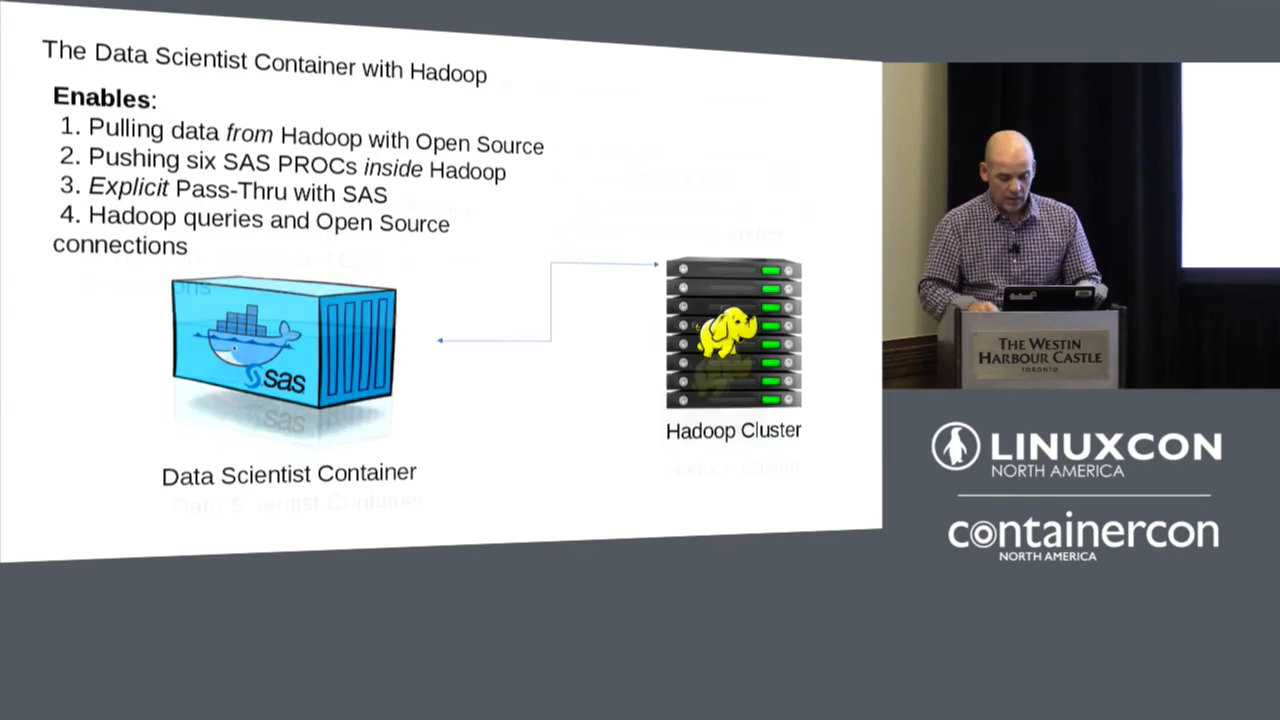 The Data Scientist Container with Hadoop
Enables:
1. Pulling data from Hadoop with Open Source
2. Pushing six SAS PROCs inside Hadoop
3. Explicit Pass-Thru with SAS
4. Hadoop queries and Open Source
connections
sas
Hadoop Cluster
Data Scientist Container
THE WESTIN
HARBOUR CASTLE
TORONTO
LINUXCON
NORTH AMERICA
containercon
NORTH AMERICA